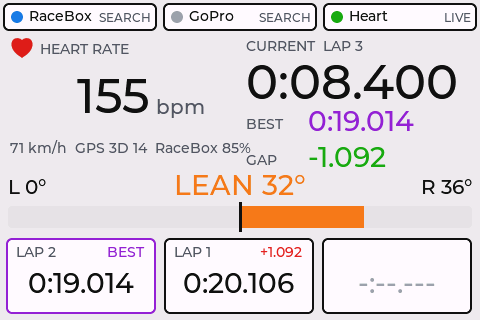 RaceBox SEARCH GoPro SEARCH Heart LIVE
HEART RATE
155 bpm
CURRENT LAP 3
0:08.400
BEST 0:19.014
GAP -1.092
71 km/h GPS 3D 14 RaceBox 85%
L 0° LEAN 32° R 36°
LAP 2 BEST
0:19.014
LAP 1 +1.092
0:20.106
-:--.---